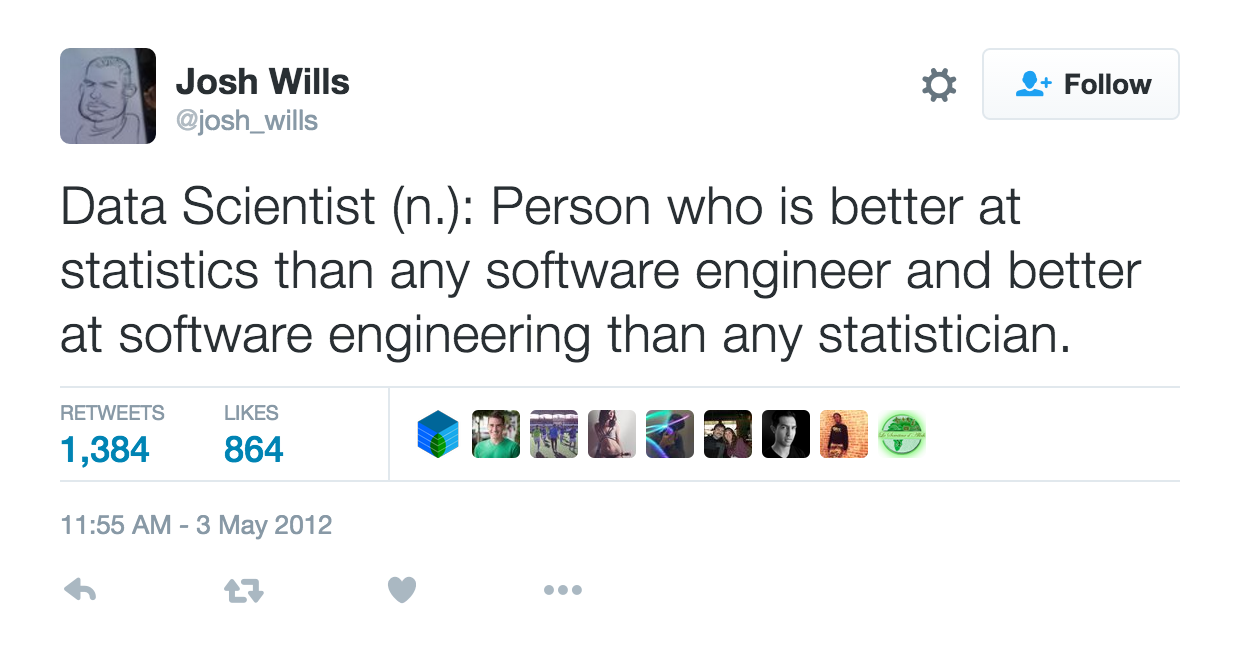 Josh Wills
@josh_wills
Follow
Data Scientist (n.): Person who is better at
statistics than any software engineer and better
at software engineering than any statistician.
RETWEETS
LIKES
1,384
864
11:55 AM - 3 May 2012